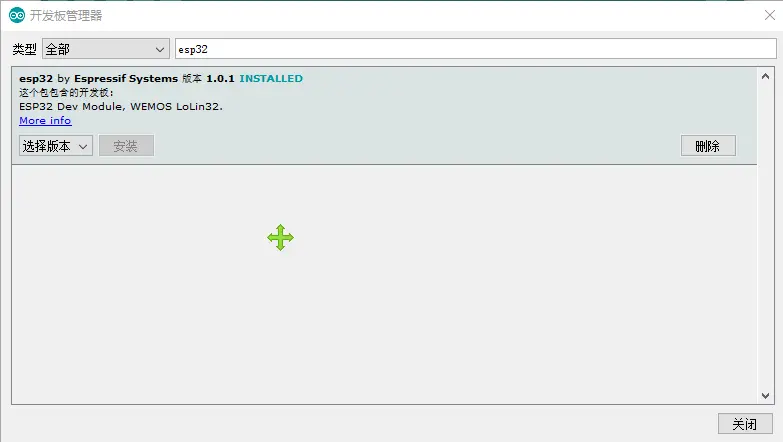 开发板管理器
类型 全部 esp32
esp32 by Espressif Systems 版本 1.0.1 INSTALLED
这个包包含的开发板:
ESP32 Dev Module, WEMOS LoLin32.
More info
选择版本 安装 删除
关闭